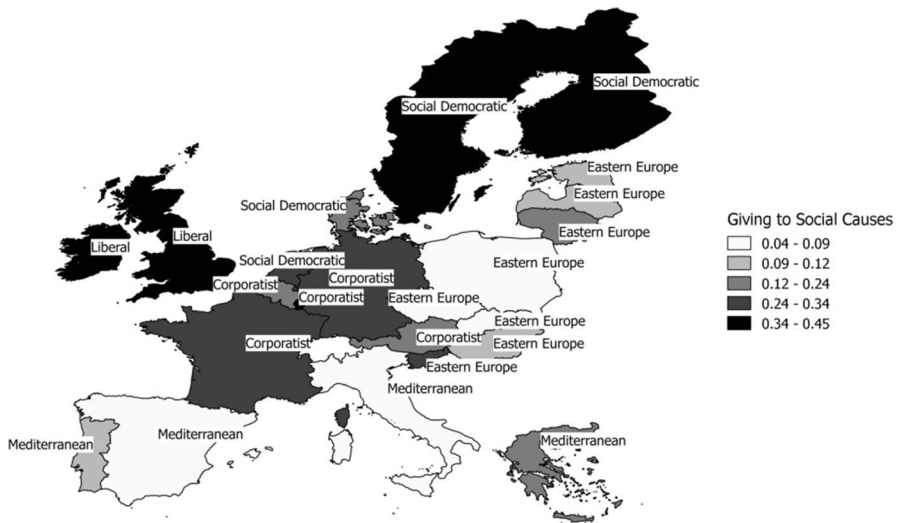 Social Democratic
Social Democratic
Eastern Europe
Eastern Europe
Social Democratic
Eastern Europe
Liberal
Liberal
Social Democratic
Eastern Europe
Corporatist
Corporatist
Corporatist
Eastern Europe
Eastern Europe
Corporatist
Corporatist
Eastern Europe
Eastern Europe
Mediterranean
Mediterranean
Mediterranean
Mediterranean
Giving to Social Causes
0.04 - 0.09
0.09 - 0.12
0.12 - 0.24
0.24 - 0.34
0.34 - 0.45